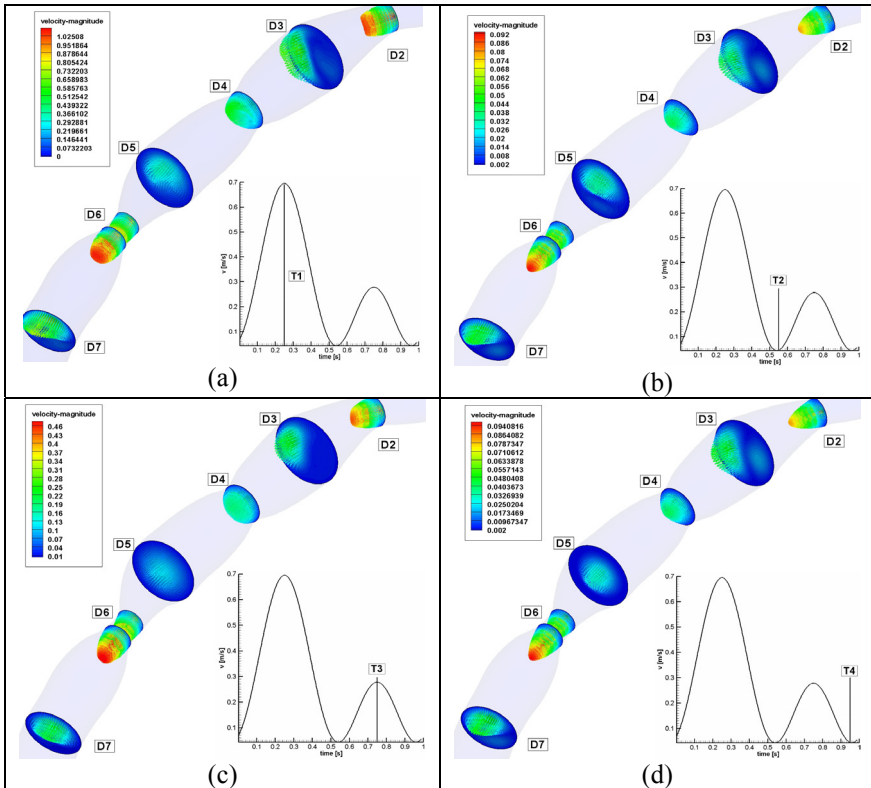 velocity-magnitude
1.02508
0.951864
0.878644
0.805424
0.732203
0.658983
0.585763
0.512542
0.439322
0.366102
0.292881
0.219661
0.146441
0.0732203
0
D2
D3
D4
D5
D6
D7
v [m/s]
0.7
0.6
0.5
0.4
0.3
0.2
0.1
T1
0.1 0.2 0.3 0.4 0.5 0.6 0.7 0.8 0.9 1
time [s]
(a)
velocity-magnitude
0.092
0.086
0.08
0.074
0.068
0.062
0.056
0.05
0.044
0.038
0.032
0.026
0.02
0.014
0.008
0.002
D2
D3
D4
D5
D6
D7
v [m/s]
0.7
0.6
0.5
0.4
0.3
0.2
0.1
T2
0.1 0.2 0.3 0.4 0.5 0.6 0.7 0.8 0.9 1
time [s]
(b)
velocity-magnitude
0.46
0.43
0.4
0.37
0.34
0.31
0.28
0.25
0.22
0.19
0.16
0.13
0.1
0.07
0.04
0.01
D2
D3
D4
D5
D6
D7
v [m/s]
0.7
0.6
0.5
0.4
0.3
0.2
0.1
T3
0.1 0.2 0.3 0.4 0.5 0.6 0.7 0.8 0.9 1
time [s]
(c)
velocity-magnitude
0.0940816
0.0864082
0.0787347
0.0710612
0.0633878
0.0557143
0.0480408
0.0403673
0.0326939
0.0250204
0.0173469
0.00967347
0.002
D2
D3
D4
D5
D6
D7
v [m/s]
0.7
0.6
0.5
0.4
0.3
0.2
0.1
T4
0.1 0.2 0.3 0.4 0.5 0.6 0.7 0.8 0.9 1
time [s]
(d)